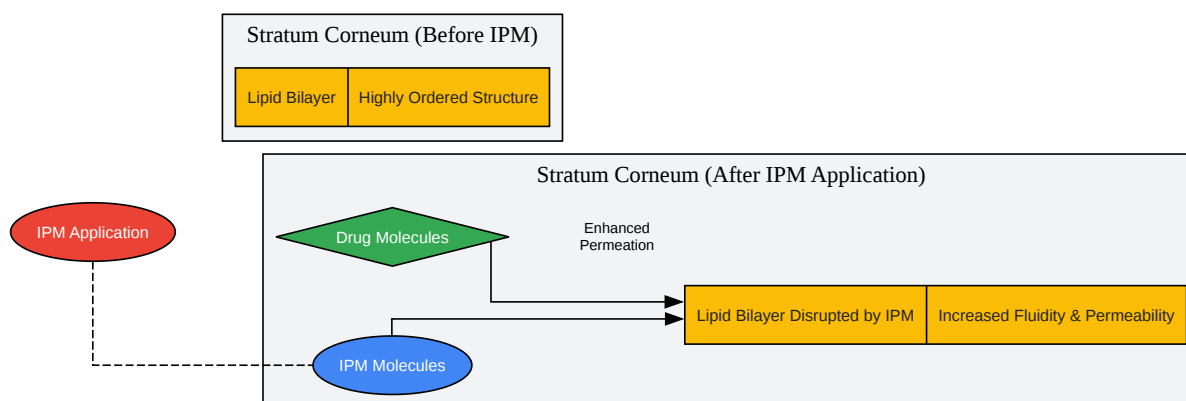 Stratum Corneum (Before IPM)
Lipid Bilayer
Highly Ordered Structure
Stratum Corneum (After IPM Application)
IPM Application
Drug Molecules
Enhanced
Permeation
Lipid Bilayer Disrupted by IPM
Increased Fluidity & Permeability
IPM Molecules